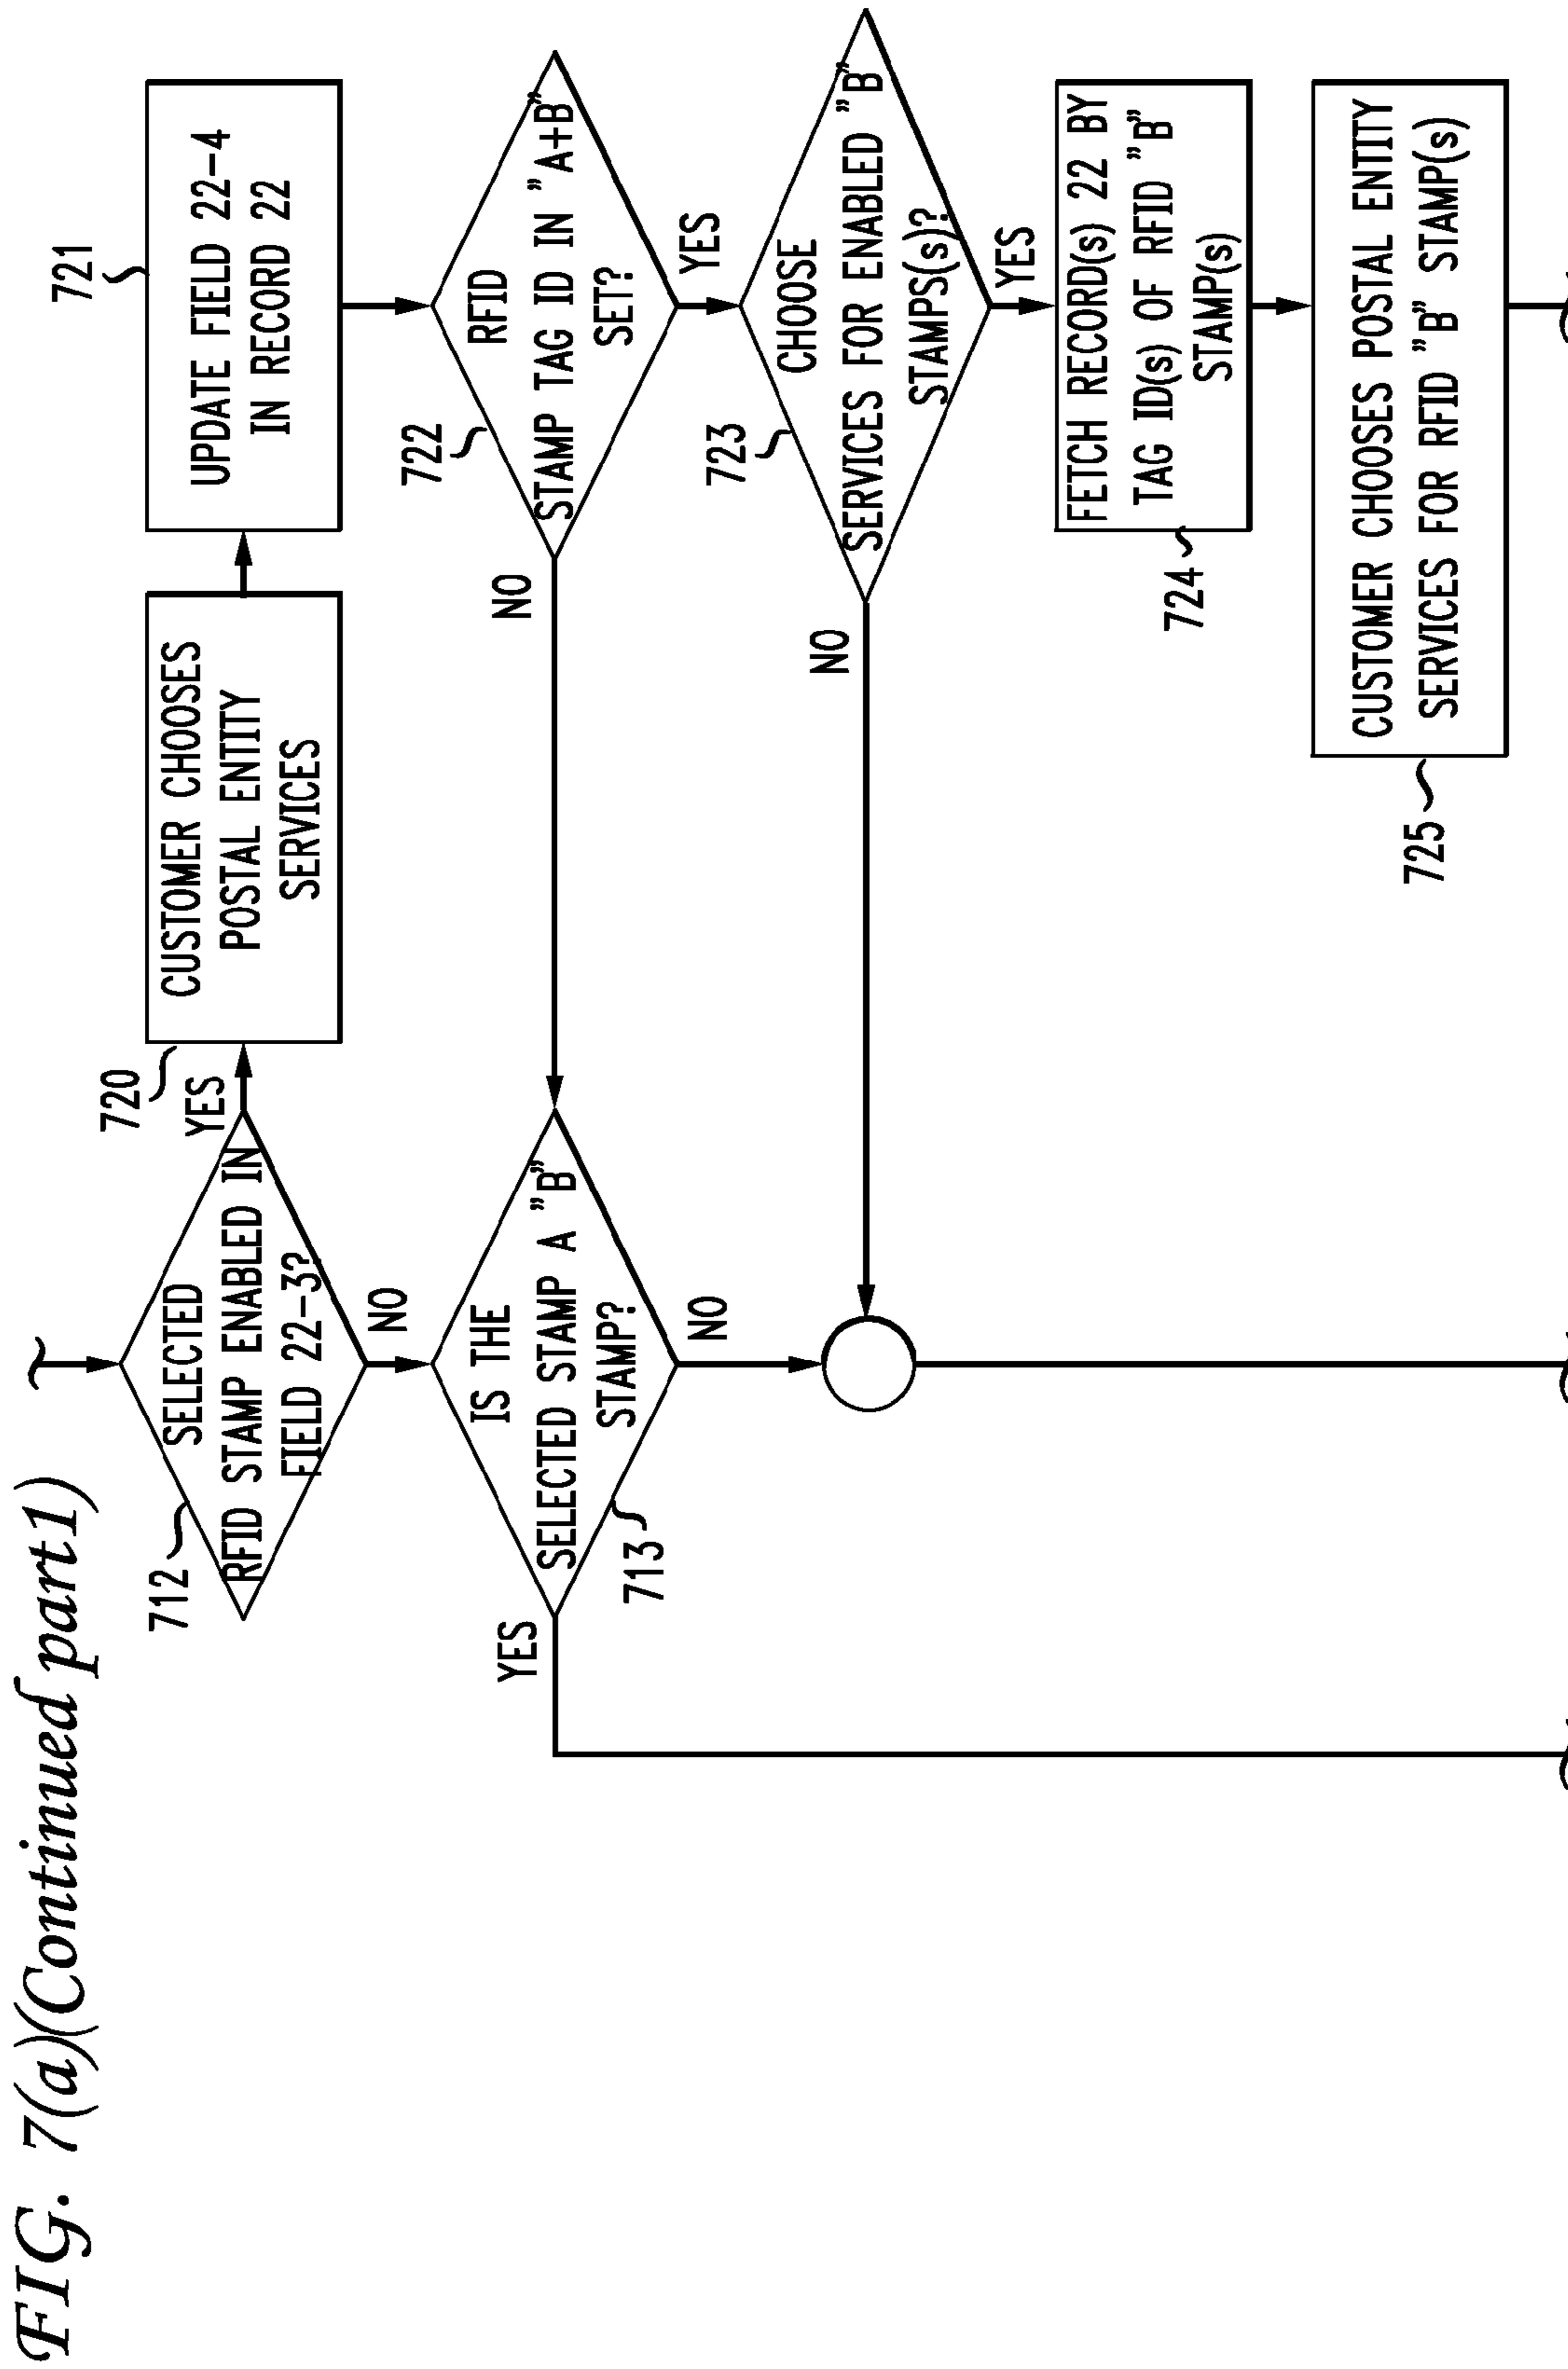 FIG. 7(a)(Continued part1)
712
SELECTED
RFID STAMP ENABLED IN
FIELD 22-3?
YES
NO
720
CUSTOMER CHOOSES
POSTAL ENTITY
SERVICES
721
UPDATE FIELD 22-4
IN RECORD 22
713
IS THE
SELECTED STAMP A "B"
STAMP?
YES
NO
722
RFID
STAMP TAG ID IN "A+B"
SET?
NO
YES
723
CHOOSE
SERVICES FOR ENABLED "B"
STAMPS(s)?
NO
YES
724
FETCH RECORD(s) 22 BY
TAG ID(s) OF RFID "B"
STAMP(s)
725
CUSTOMER CHOOSES POSTAL ENTITY
SERVICES FOR RFID "B" STAMP(s)